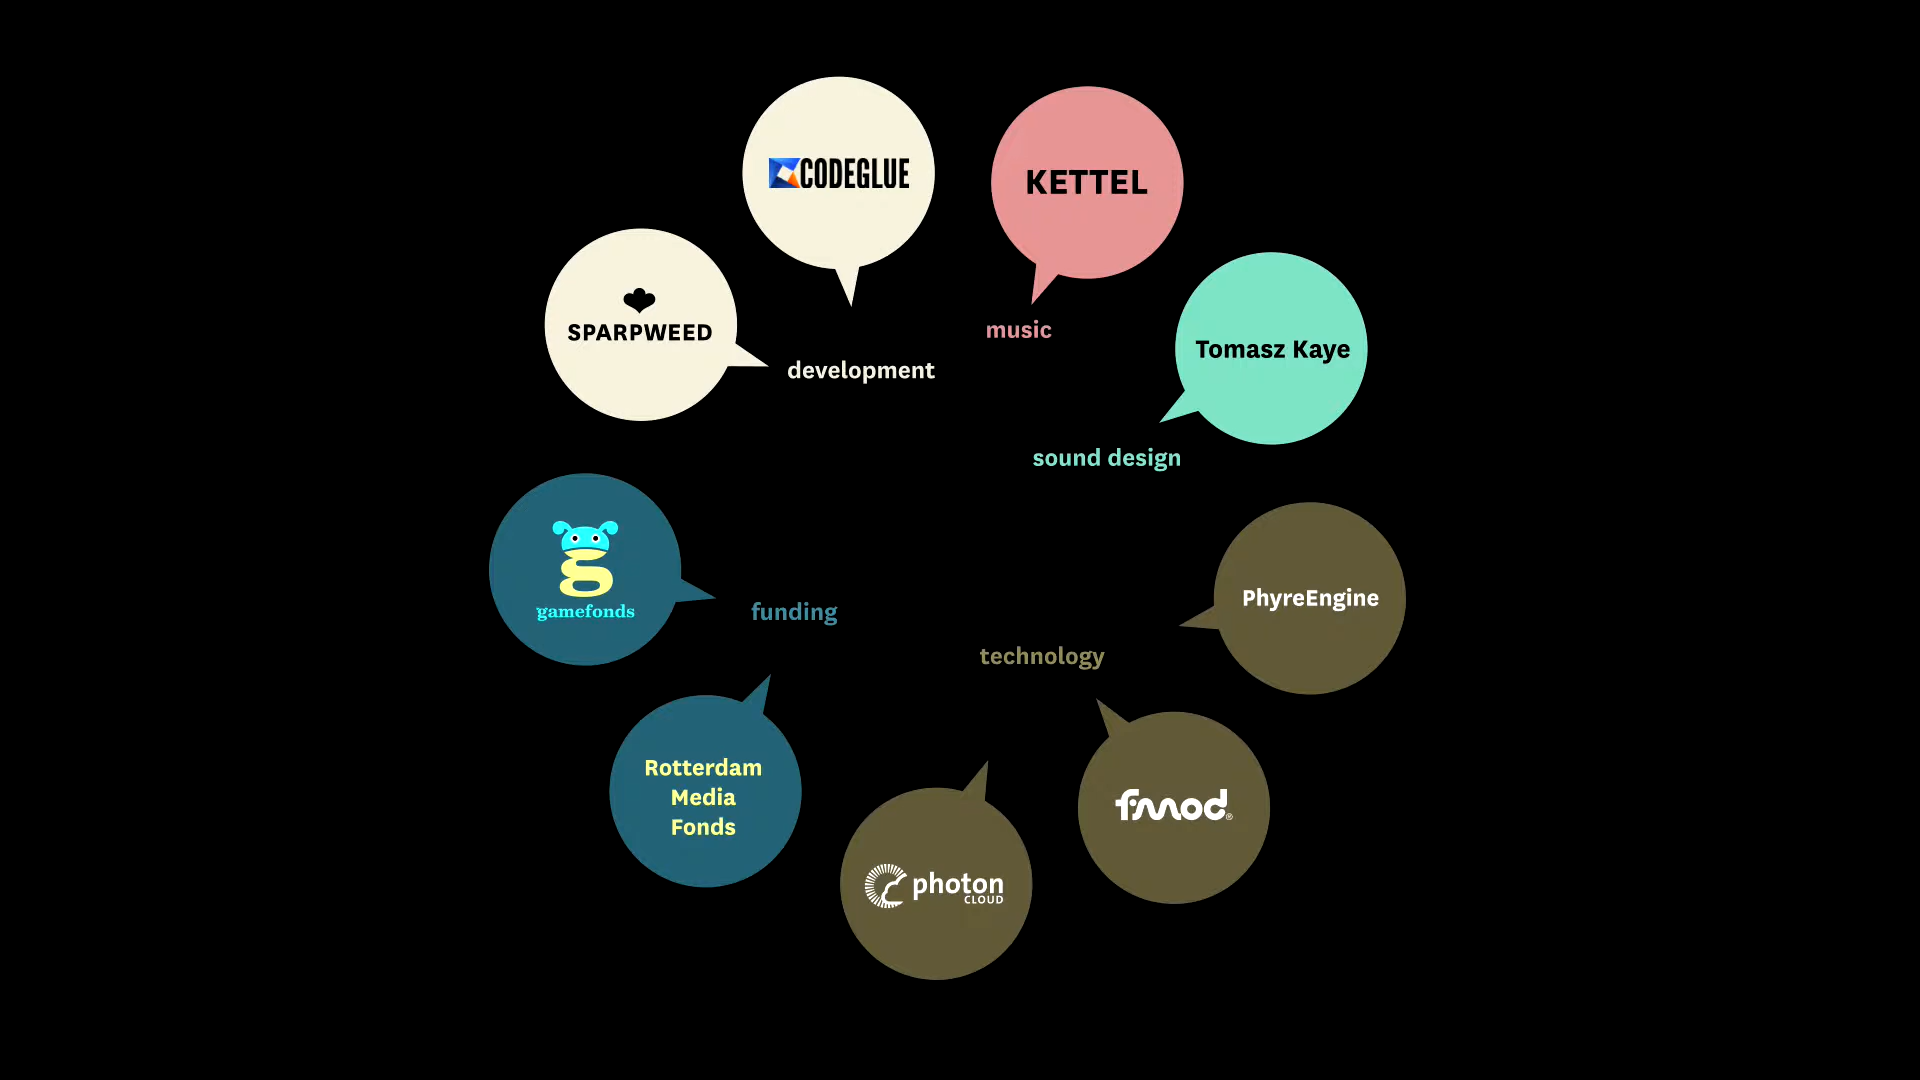 CODEGLUE
KETTEL
SPARPWEED
music
Tomasz Kaye
development
sound design
gamefonds
funding
PhyreEngine
technology
Rotterdam
Media
Fonds
fmod®
photon
CLOUD